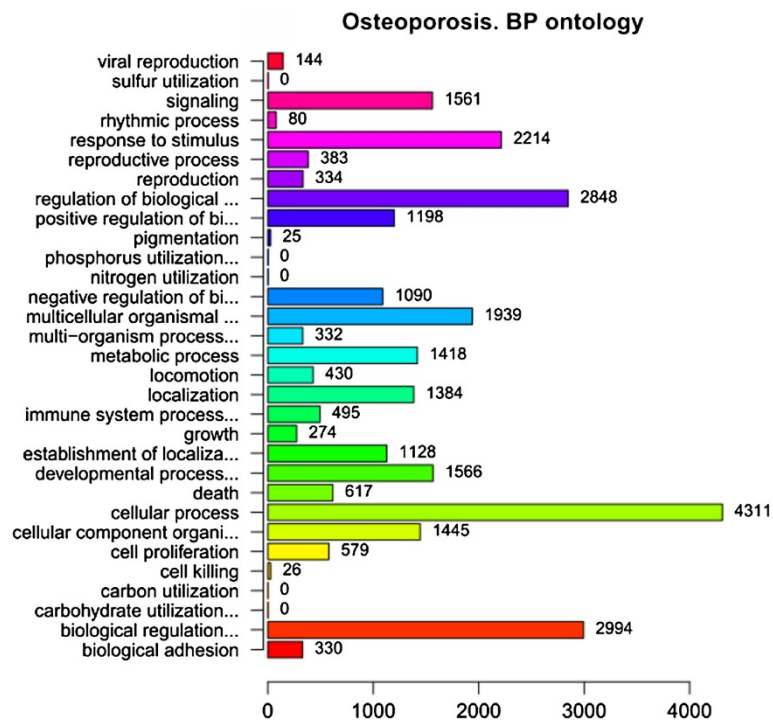 Osteoporosis. BP ontology
viral reproduction 144
sulfur utilization 0
signaling 1561
rhythmic process 80
response to stimulus 2214
reproductive process 383
reproduction 334
regulation of biological ... 2848
positive regulation of bi... 1198
pigmentation 25
phosphorus utilization... 0
nitrogen utilization 0
negative regulation of bi... 1090
multicellular organismal ... 1939
multi−organism process... 332
metabolic process 1418
locomotion 430
localization 1384
immune system process... 495
growth 274
establishment of localiza... 1128
developmental process... 1566
death 617
cellular process 4311
cellular component organi... 1445
cell proliferation 579
cell killing 26
carbon utilization 0
carbohydrate utilization... 0
biological regulation... 2994
biological adhesion 330
0 1000 2000 3000 4000